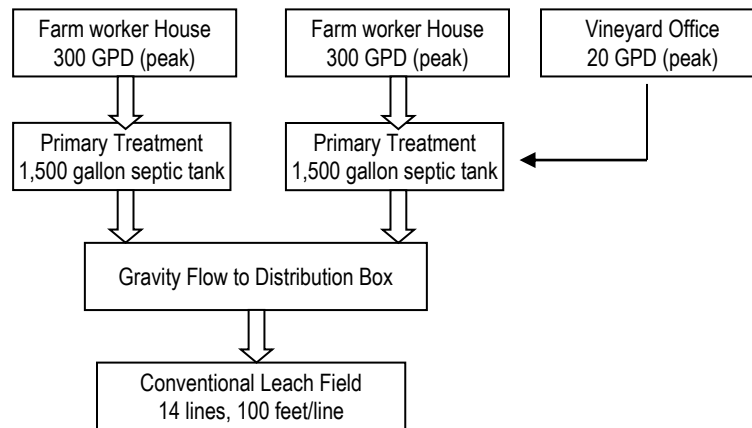 Farm worker House
300 GPD (peak)
Farm worker House
300 GPD (peak)
Vineyard Office
20 GPD (peak)
Primary Treatment
1,500 gallon septic tank
Primary Treatment
1,500 gallon septic tank
Gravity Flow to Distribution Box
Conventional Leach Field
14 lines, 100 feet/line